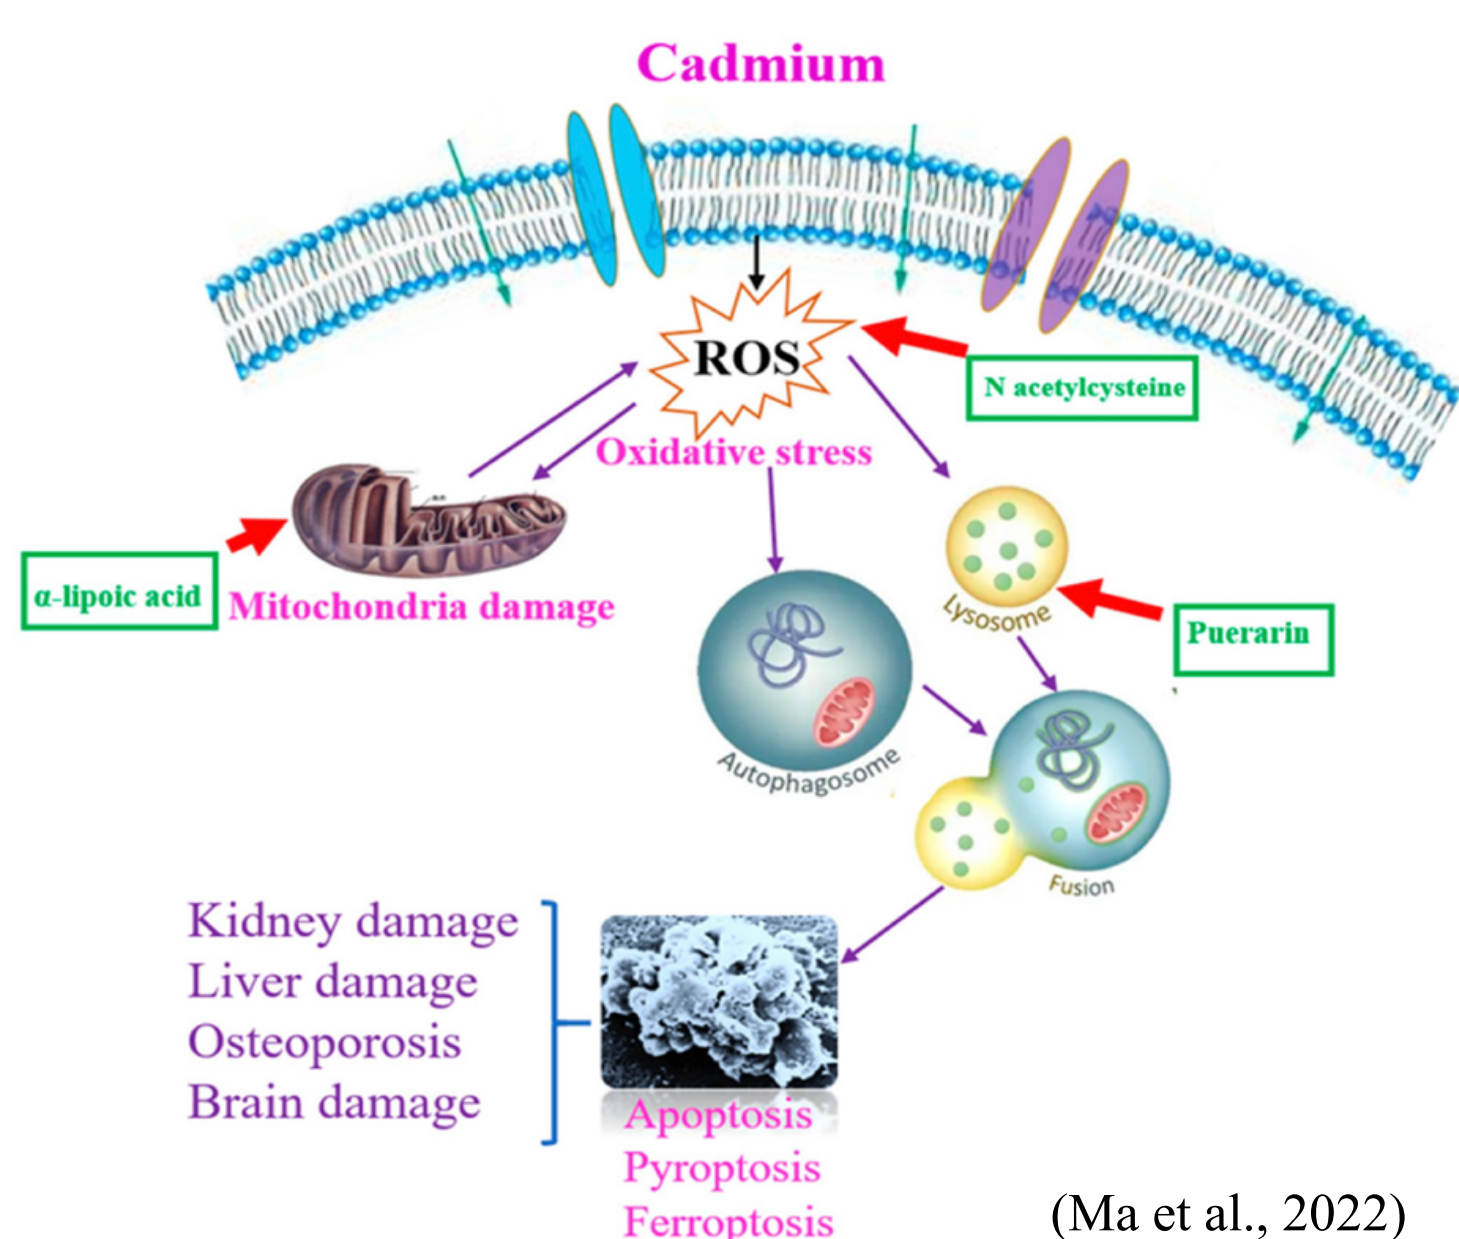 Cadmium
ROS
N acetylcysteine
Oxidative stress
α-lipoic acid
Mitochondria damage
Lysosome
Puerarin
Autophagosome
Fusion
Kidney damage
Liver damage
Osteoporosis
Brain damage
Apoptosis
Pyroptosis
Ferroptosis
(Ma et al., 2022)